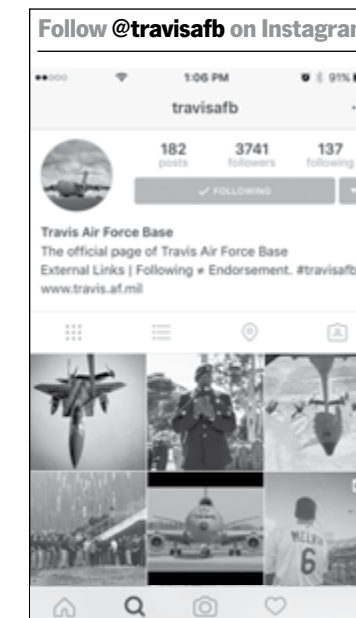 Follow @travisafb on Instagram
1:06 PM 91%
travisafb
182 3741 137
posts followers following
✓ FOLLOWING
Travis Air Force Base
The official page of Travis Air Force Base
External Links | Following ≠ Endorsement. #travisafb
www.travis.af.mil
MELVIN
6